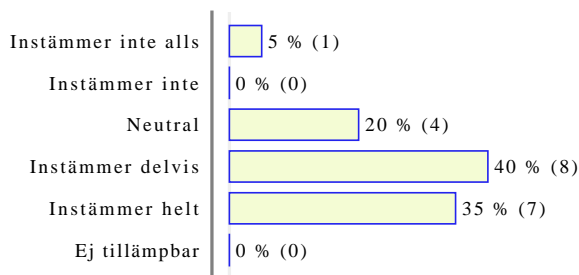 Instämmer inte alls 5 % (1)
Instämmer inte 0 % (0)
Neutral 20 % (4)
Instämmer delvis 40 % (8)
Instämmer helt 35 % (7)
Ej tillämpbar 0 % (0)